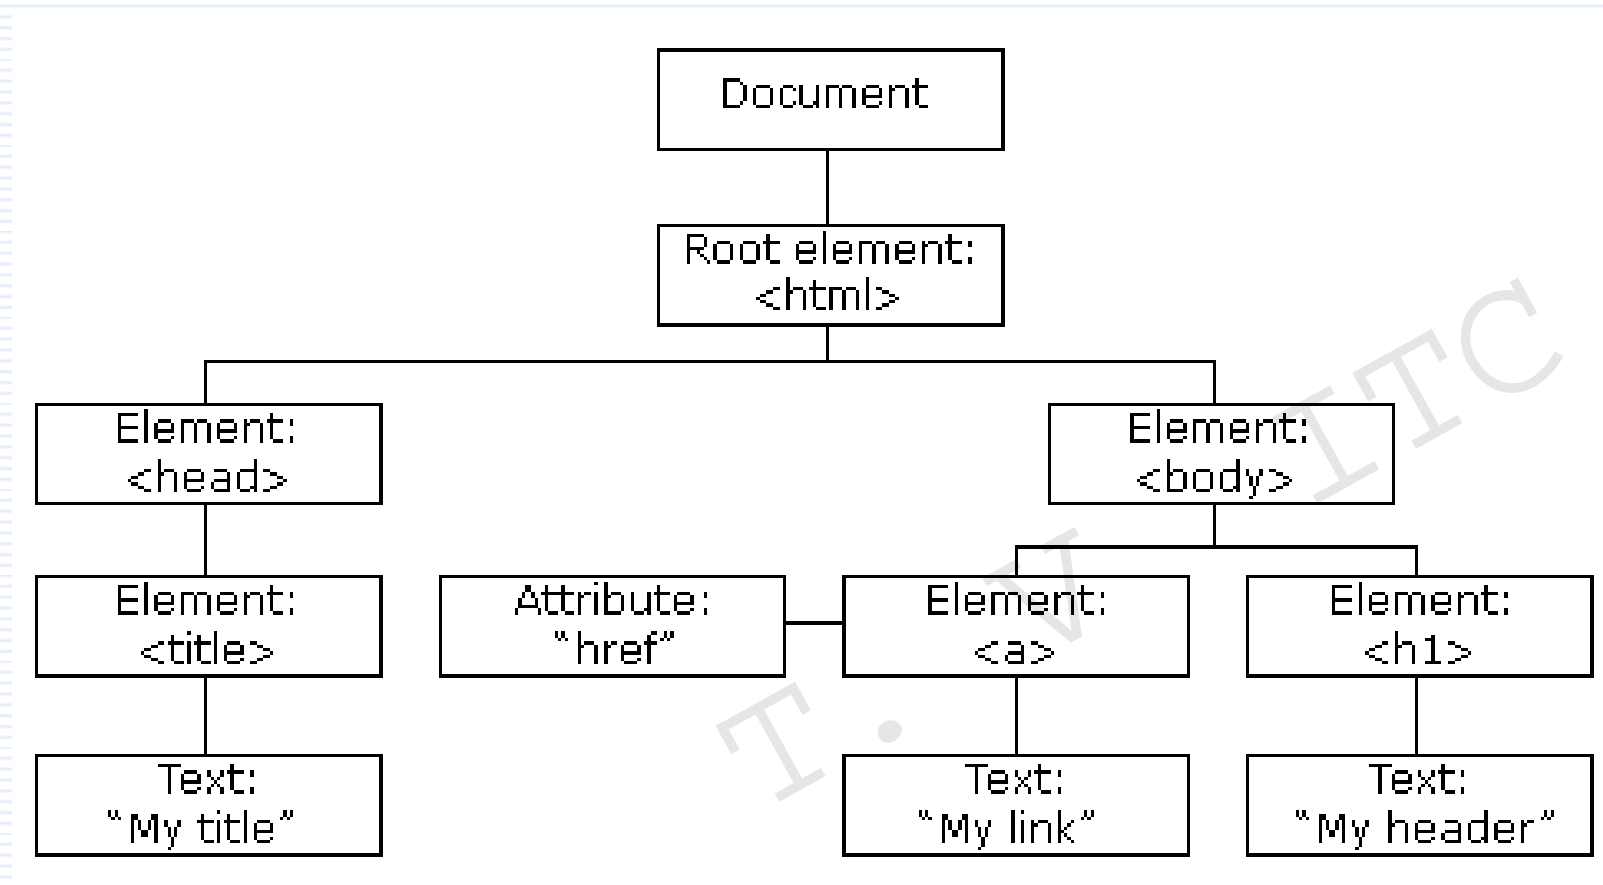 Document
Root element:
<html>
Element:
<head>
Element:
<body>
Element:
<title>
Attribute:
“href”
Element:
<a>
Element:
<h1>
Text:
“My title”
Text:
“My link”
Text:
“My header”
T. V ITC